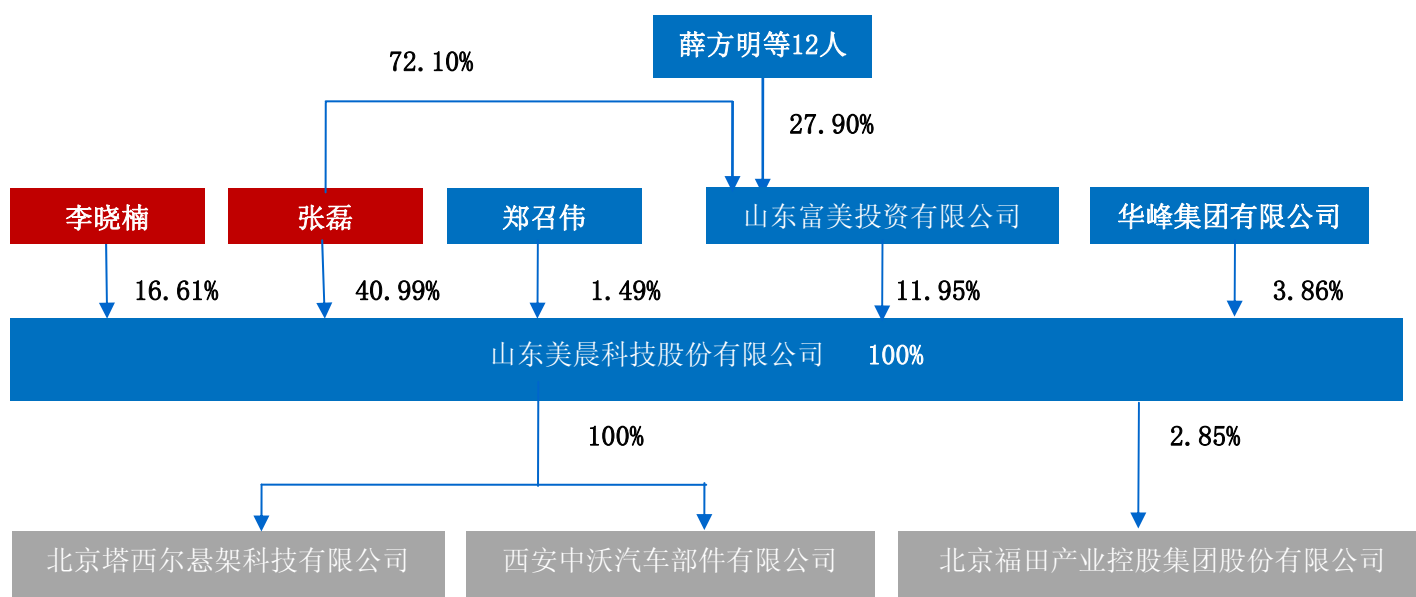 薛方明等12人
72.10%
27.90%
李晓楠
张磊
郑召伟
山东富美投资有限公司
华峰集团有限公司
16.61%
40.99%
1.49%
11.95%
3.86%
山东美晨科技股份有限公司 100%
100%
2.85%
北京塔西尔悬架科技有限公司
西安中沃汽车部件有限公司
北京福田产业控股集团股份有限公司